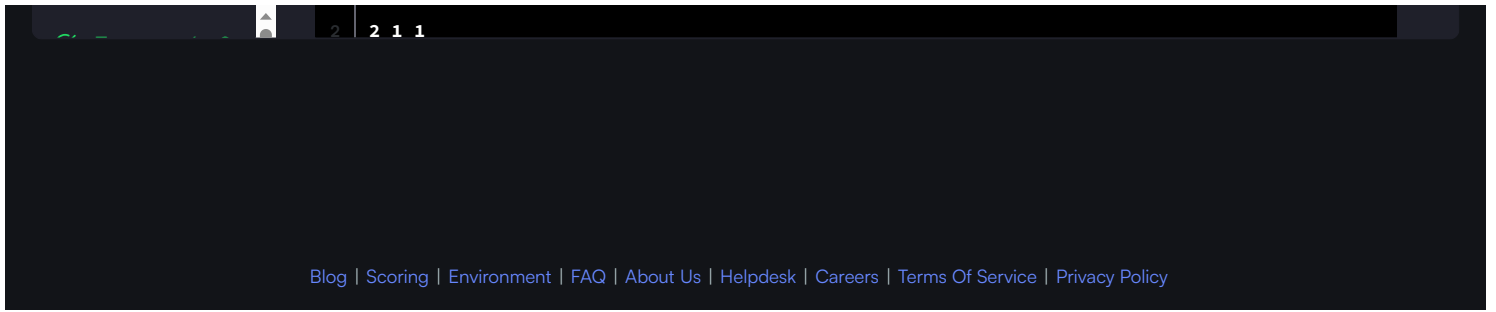 2 2 1 1
Blog | Scoring | Environment | FAQ | About Us | Helpdesk | Careers | Terms Of Service | Privacy Policy